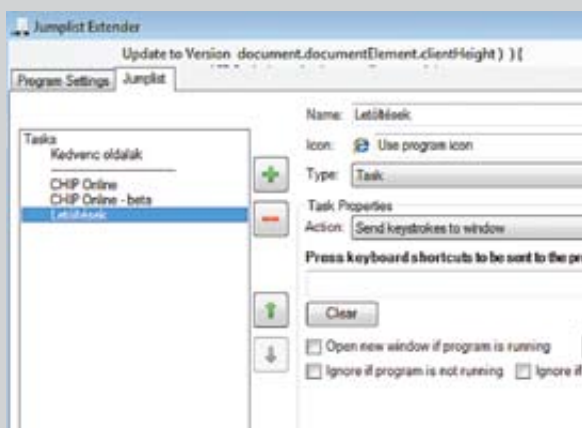 Jumplist Extender
Update to Version document.documentElement.clientHeight ) ){
Program Settings Jumplist
Name: Letöltések
Icon: Use program icon
Type: Task
Task Properties
Action: Send keystrokes to window
Press keyboard shortcuts to be sent to the
Clear
Open new window if program is running
Ignore if program is not running Ignore if
Tasks
Kedvenc oldalak
CHIP Online
CHIP Online - beta
Letöltések